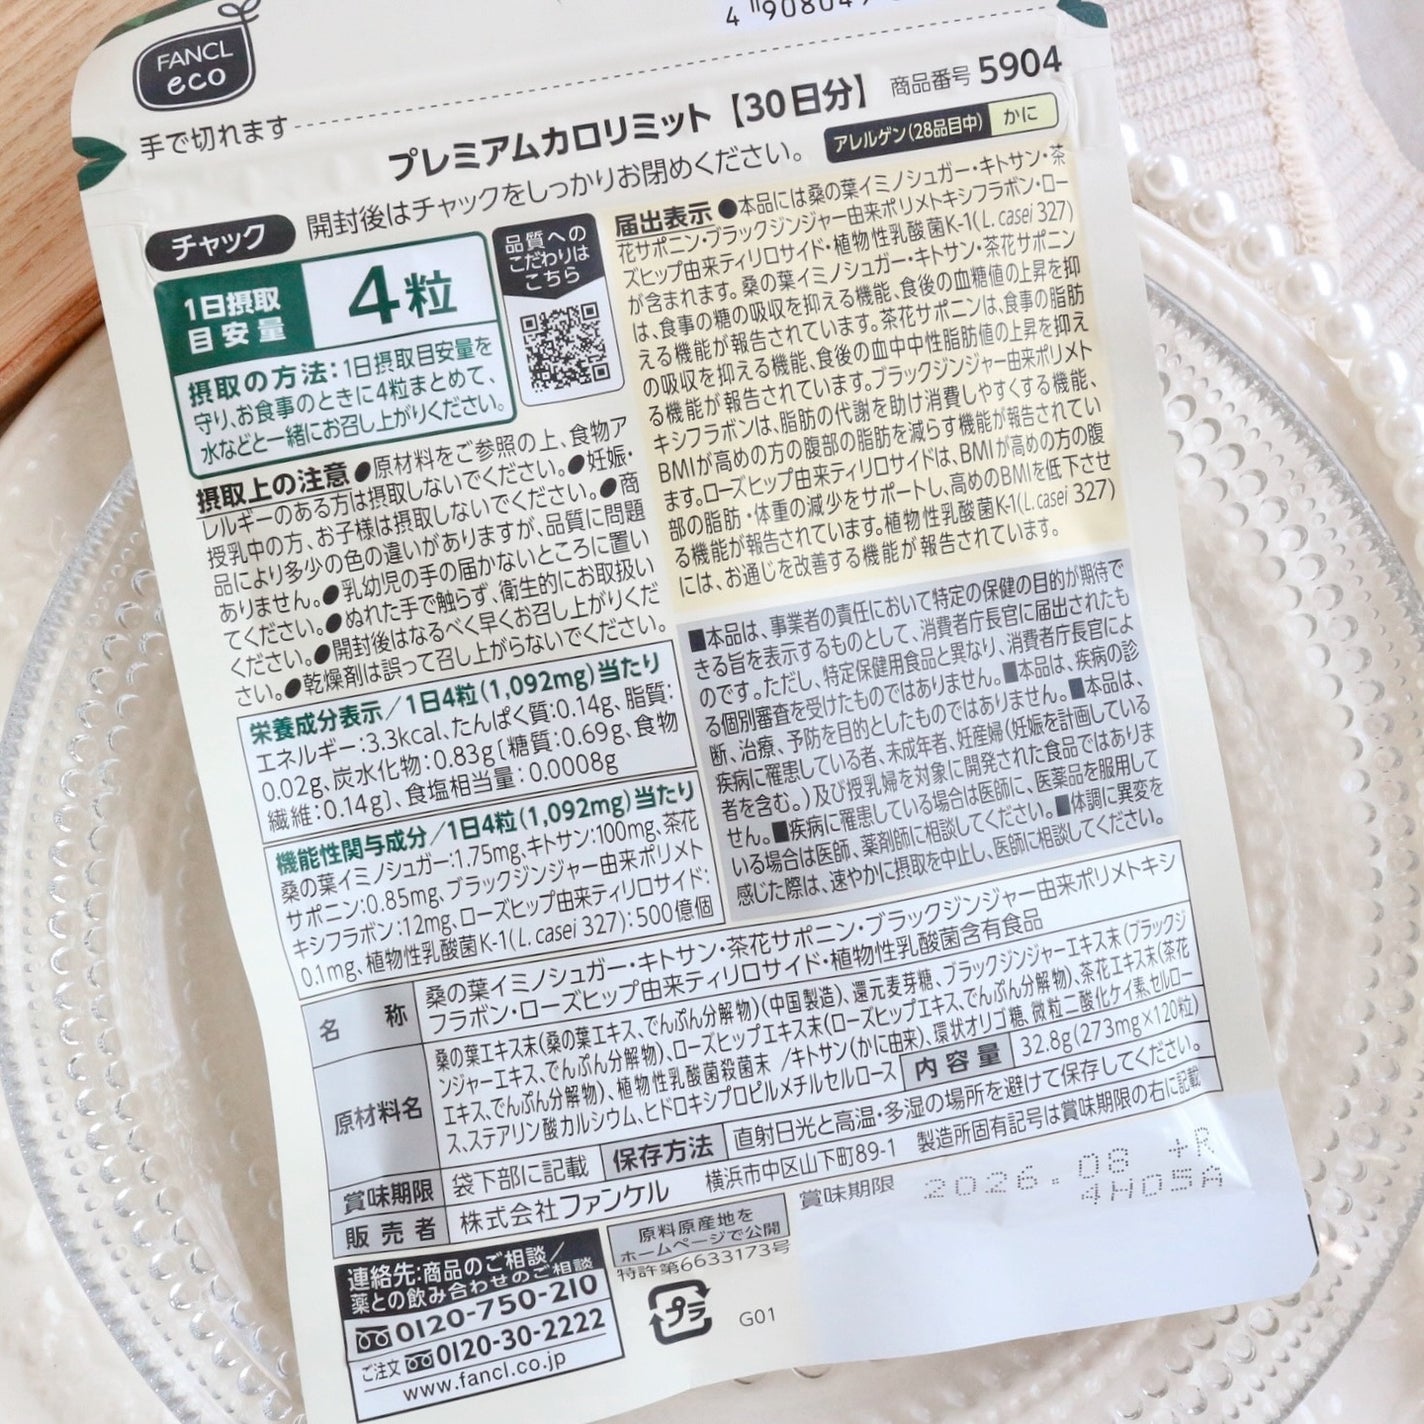 FANCL
eco
4 908049
手で切れます
プレミアムカロリミット【30日分】
商品番号 5904
チャック
開封後はチャックをしっかりお閉めください。
アレルゲン(28品目中) かに
1日摂取
目安量
4粒
摂取の方法:1日摂取目安量を
守り、お食事のときに4粒まとめて、
水などと一緒にお召し上がりください。
品質への
こだわりは
こちら
摂取上の注意 ●原材料をご参照の上、食物ア
レルギーのある方は摂取しないでください。●妊娠・
授乳中の方、お子様は摂取しないでください。●商
品により多少の色の違いがありますが、品質に問題
ありません。●乳幼児の手の届かないところに置い
てください。●ぬれた手で触らず、衛生的にお取扱い
ください。●開封後はなるべく早くお召し上がりくだ
さい。●乾燥剤は誤って召し上がらないでください。
栄養成分表示/1日4粒(1,092mg)当たり
エネルギー:3.3kcal、たんぱく質:0.14g、脂質:
0.02g、炭水化物:0.83g[糖質:0.69g、食物
繊維:0.14g]、食塩相当量:0.0008g
機能性関与成分/1日4粒(1,092mg)当たり
桑の葉イミノシュガー:1.75mg、キトサン:100mg、茶花
サポニン:0.85mg、ブラックジンジャー由来ポリメト
キシフラボン:12mg、ローズヒップ由来ティリロサイド:
0.1mg、植物性乳酸菌K-1(L. casei 327):500億個
届出表示 ●本品には桑の葉イミノシュガー・キトサン・茶
花サポニン・ブラックジンジャー由来ポリメトキシフラボン・ロー
ズヒップ由来ティリロサイド・植物性乳酸菌K-1(L. casei 327)
が含まれます。桑の葉イミノシュガー・キトサン・茶花サポニン
は、食事の糖の吸収を抑える機能、食後の血糖値の上昇を抑
える機能が報告されています。茶花サポニンは、食事の脂肪
の吸収を抑える機能、食後の血中中性脂肪値の上昇を抑え
る機能が報告されています。ブラックジンジャー由来ポリメト
キシフラボンは、脂肪の代謝を助け消費しやすくする機能、
BMIが高めの方の腹部の脂肪を減らす機能が報告されてい
ます。ローズヒップ由来ティリロサイドは、BMIが高めの方の腹
部の脂肪・体重の減少をサポートし、高めのBMIを低下させ
る機能が報告されています。植物性乳酸菌K-1(L. casei 327)
には、お通じを改善する機能が報告されています。
■本品は、事業者の責任において特定の保健の目的が期待で
きる旨を表示するものとして、消費者庁長官に届出されたも
のです。ただし、特定保健用食品と異なり、消費者庁長官によ
る個別審査を受けたものではありません。■本品は、疾病の診
断、治療、予防を目的としたものではありません。■本品は、
疾病に罹患している者、未成年者、妊産婦(妊娠を計画している
者を含む。)及び授乳婦を対象に開発された食品ではありま
せん。■疾病に罹患している場合は医師に、医薬品を服用して
いる場合は医師、薬剤師に相談してください。■体調に異変を
感じた際は、速やかに摂取を中止し、医師に相談してください。
名 称
桑の葉イミノシュガー・キトサン・茶花サポニン・ブラックジンジャー由来ポリメトキシ
フラボン・ローズヒップ由来ティリロサイド・植物性乳酸菌含有食品
原材料名
桑の葉エキス末(桑の葉エキス、でんぷん分解物)(中国製造)、還元麦芽糖、ブラックジンジャーエキス末(ブラックジ
ンジャーエキス、でんぷん分解物)、ローズヒップエキス末(ローズヒップエキス、でんぷん分解物)、茶花エキス末(茶花
エキス、でんぷん分解物)、植物性乳酸菌殺菌末/キトサン(かに由来)、環状オリゴ糖、微粒二酸化ケイ素、セルロー
ス、ステアリン酸カルシウム、ヒドロキシプロピルメチルセルロース
内容量 32.8g(273mg×120粒)
賞味期限 袋下部に記載
保存方法 直射日光と高温・多湿の場所を避けて保存してください。
販売者 株式会社ファンケル 横浜市中区山下町89-1 製造所固有記号は賞味期限の右に記載
連絡先:商品のご相談/
薬との飲み合わせのご相談
0120-750-210
ご注文 0120-30-2222
www.fancl.co.jp
原料原産地を
ホームページで公開
特許第6633173号
プラ
G01
賞味期限 2026.08 +R
4H05A